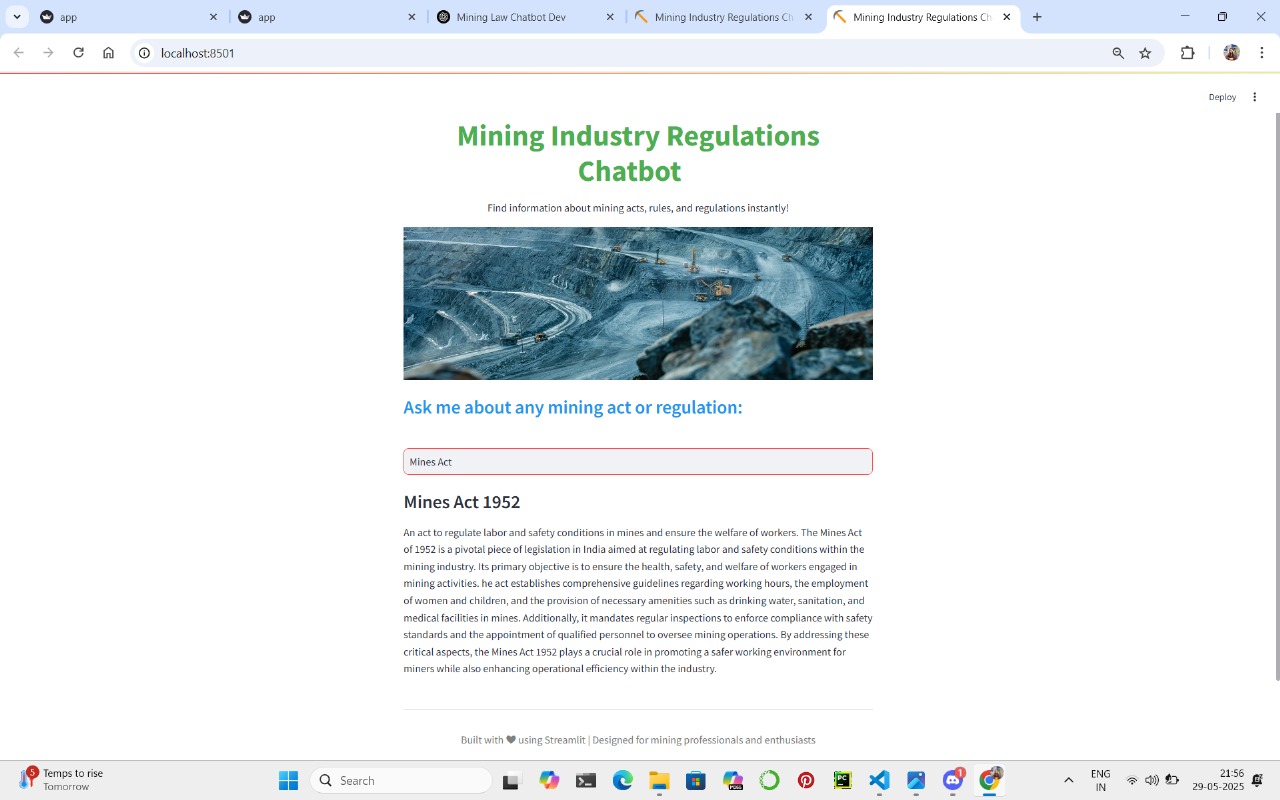 app
app
Mining Law Chatbot Dev
Mining Industry Regulations Ch
Mining Industry Regulations Ch
localhost:8501
Deploy
Mining Industry Regulations
Chatbot
Find information about mining acts, rules, and regulations instantly!
Ask me about any mining act or regulation:
Mines Act
Mines Act 1952
An act to regulate labor and safety conditions in mines and ensure the welfare of workers. The Mines Act
of 1952 is a pivotal piece of legislation in India aimed at regulating labor and safety conditions within the
mining industry. Its primary objective is to ensure the health, safety, and welfare of workers engaged in
mining activities. he act establishes comprehensive guidelines regarding working hours, the employment
of women and children, and the provision of necessary amenities such as drinking water, sanitation, and
medical facilities in mines. Additionally, it mandates regular inspections to enforce compliance with safety
standards and the appointment of qualified personnel to oversee mining operations. By addressing these
critical aspects, the Mines Act 1952 plays a crucial role in promoting a safer working environment for
miners while also enhancing operational efficiency within the industry.
Built with 🖤 using Streamlit | Designed for mining professionals and enthusiasts
5
Temps to rise
Tomorrow
Search
PC
1
ENG
IN
21:56
29-05-2025